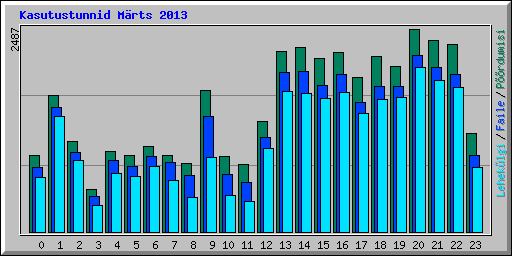 Kasutustunnid Märts 2013
2487
0 1 2 3 4 5 6 7 8 9 10 11 12 13 14 15 16 17 18 19 20 21 22 23
Lehekülgi / Faile / Pöördumisi